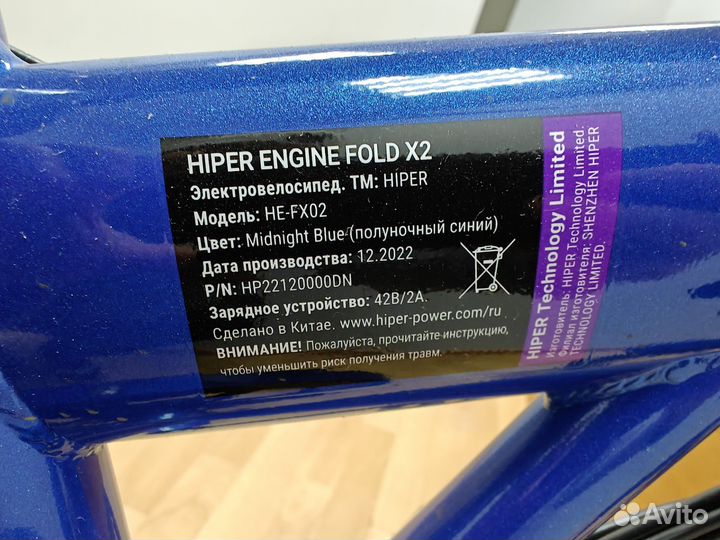 HIPER ENGINE FOLD X2
Электровелосипед. ТМ: HIPER
Модель: HE-FX02
Цвет: Midnight Blue (полуночный синий)
Дата производства: 12.2022
P/N: HP22120000DN
Зарядное устройство: 42В/2А.
Сделано в Китае. www.hiper-power.com/ru
ВНИМАНИЕ! Пожалуйста, прочитайте инструкцию,
чтобы уменьшить риск получения травм.
HIPER Technology Limited
Изготовитель: HIPER Technology Limited:
Филиал изготовителя: SHENZHEN HIPER
TECHNOLOGY LIMITED.
Avito